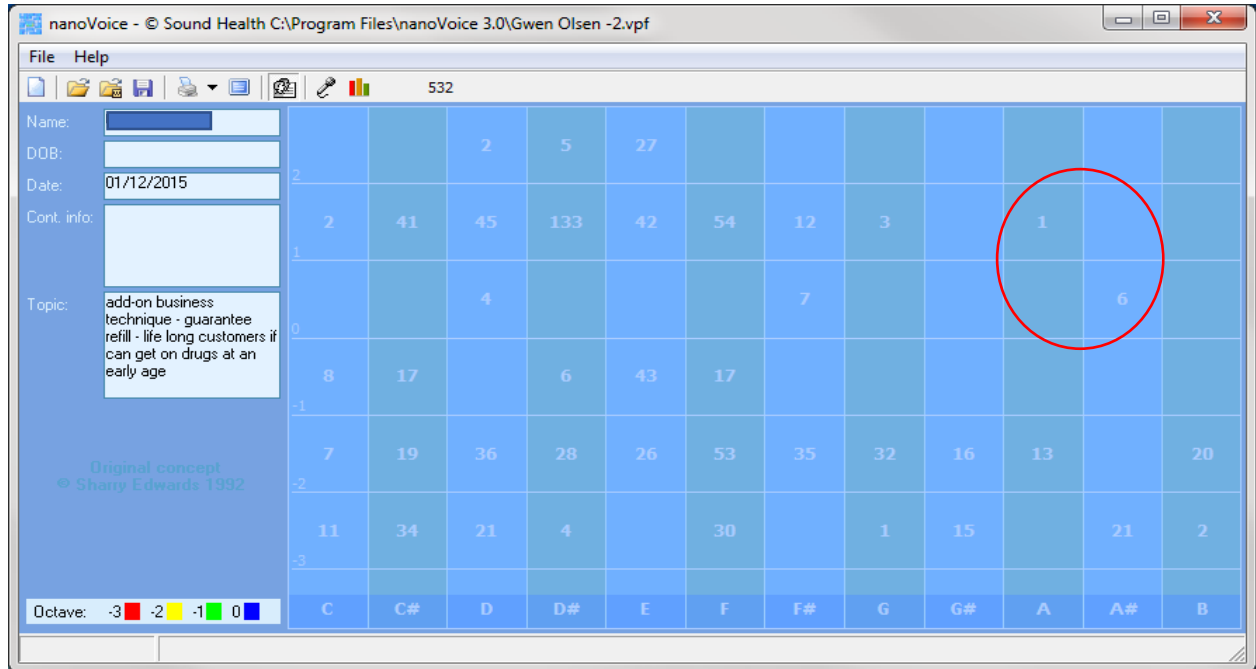 nanoVoice - © Sound Health C:\Program Files\nanoVoice 3.0\Gwen Olsen -2.vpf
File Help
532
Name:
DOB:
Date: 01/12/2015
Cont. info:
Topic: add-on business
technique - guarantee
refill - life long customers if
can get on drugs at an
early age
Original concept
© Sharry Edwards 1992
Octave: -3 -2 -1 0
2 5 27
2
2 41 45 133 42 54 12 3 1
1
4 7 6
0
8 17 6 43 17
-1
7 19 36 28 26 53 35 32 16 13 20
-2
11 34 21 4 30 1 15 21 2
-3
C C# D D# E F F# G G# A A# B